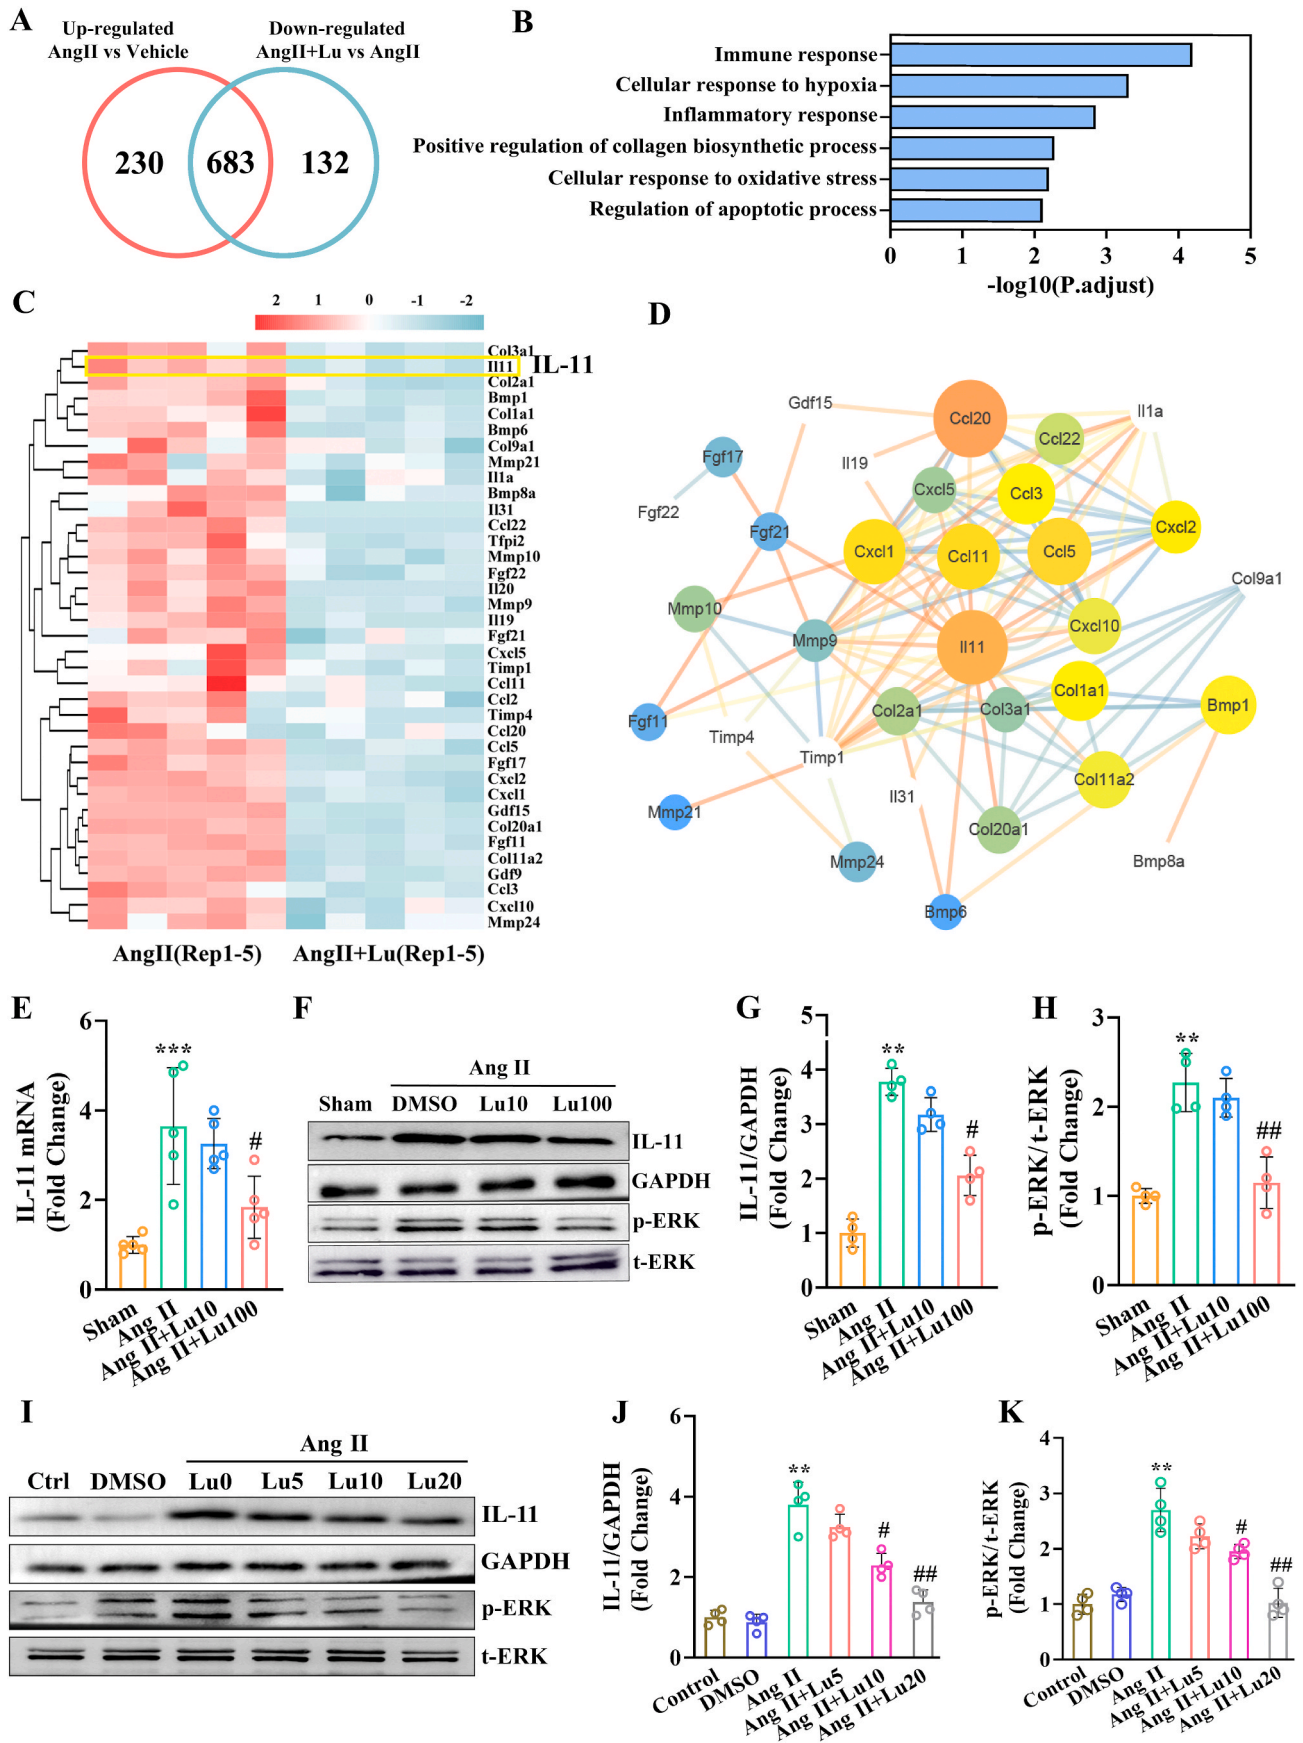 A
Up-regulated
AngII vs Vehicle
Down-regulated
AngII+Lu vs AngII
230
683
132
B
Immune response
Cellular response to hypoxia
Inflammatory response
Positive regulation of collagen biosynthetic process
Cellular response to oxidative stress
Regulation of apoptotic process
0 1 2 3 4 5
-log10(P.adjust)
C
2 1 0 -1 -2
Col3a1
Il11
IL-11
Col2a1
Bmp1
Col1a1
Bmp6
Col9a1
Mmp21
Il1a
Bmp8a
Il31
Ccl22
Tfpi2
Mmp10
Fgf22
Il20
Mmp9
Il19
Fgf21
Cxcl5
Timp1
Ccl11
Ccl2
Timp4
Ccl20
Ccl5
Fgf17
Cxcl2
Cxcl1
Gdf15
Col20a1
Fgf11
Col11a2
Gdf9
Ccl3
Cxcl10
Mmp24
AngII(Rep1-5)
AngII+Lu(Rep1-5)
D
Gdf15
Ccl20
Il1a
Ccl22
Fgf17
Il19
Cxcl5
Ccl3
Fgf22
Fgf21
Cxcl2
Cxcl1
Ccl11
Ccl5
Col9a1
Mmp10
Mmp9
Il11
Cxcl10
Col1a1
Fgf11
Col2a1
Col3a1
Bmp1
Timp4
Timp1
Col11a2
Il31
Mmp21
Col20a1
Mmp24
Bmp8a
Bmp6
E
IL-11 mRNA
(Fold Change)
6
4
2
0
***
#
Sham
Ang II
Ang II+Lu10
Ang II+Lu100
F
Ang II
Sham DMSO Lu10 Lu100
IL-11
GAPDH
p-ERK
t-ERK
G
IL-11/GAPDH
(Fold Change)
5
4
3
2
1
0
**
#
Sham
Ang II
Ang II+Lu10
Ang II+Lu100
H
p-ERK/t-ERK
(Fold Change)
3
2
1
0
**
##
Sham
Ang II
Ang II+Lu10
Ang II+Lu100
I
Ang II
Ctrl DMSO Lu0 Lu5 Lu10 Lu20
IL-11
GAPDH
p-ERK
t-ERK
J
IL-11/GAPDH
(Fold Change)
6
4
2
0
**
#
##
Control
DMSO
Ang II
Ang II+Lu5
Ang II+Lu10
Ang II+Lu20
K
p-ERK/t-ERK
(Fold Change)
4
3
2
1
0
**
#
##
Control
DMSO
Ang II
Ang II+Lu5
Ang II+Lu10
Ang II+Lu20